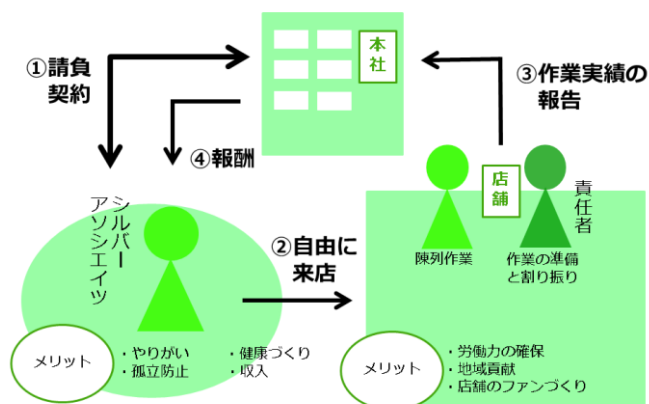 本社
①請負
契約
③作業実績の
報告
④報酬
シルバー
アソシエイツ
店舗
責任者
陳列作業
作業の準備
と割り振り
②自由に
来店
メリット
・やりがい
・孤立防止
・健康づくり
・収入
メリット
・労働力の確保
・地域貢献
・店舗のファンづくり